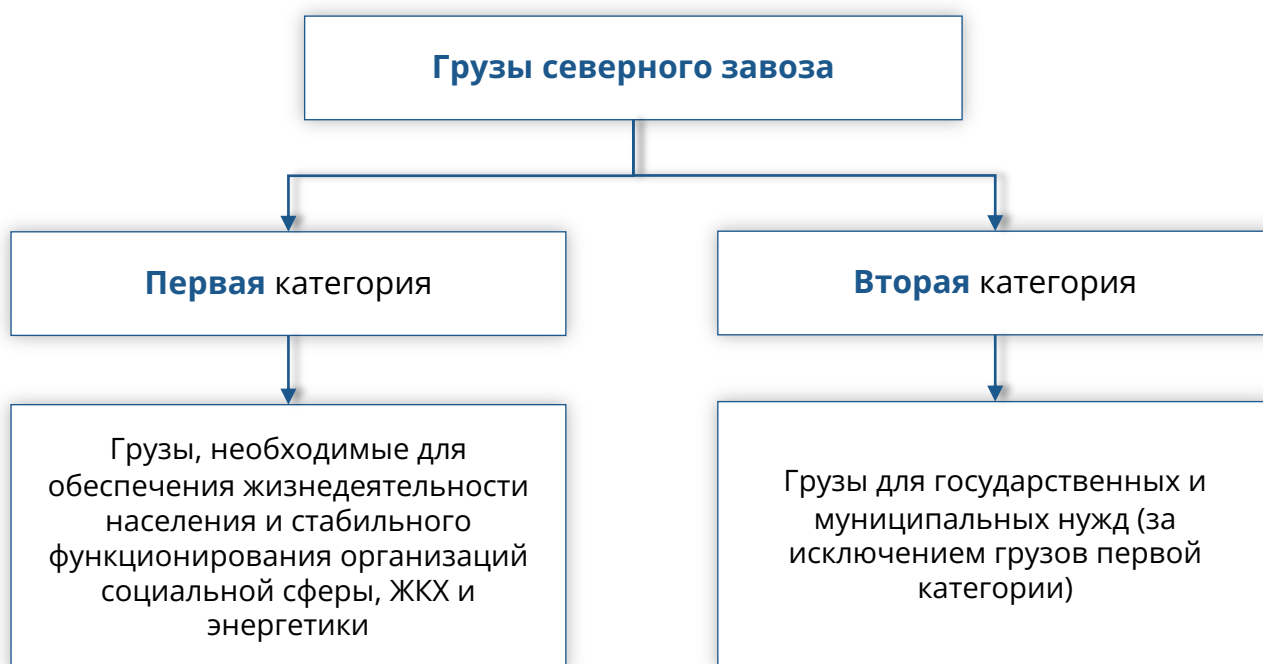 Грузы северного завоза
Первая категория
Вторая категория
Грузы, необходимые для
обеспечения жизнедеятельности
населения и стабильного
функционирования организаций
социальной сферы, ЖКХ и
энергетики
Грузы для государственных и
муниципальных нужд (за
исключением грузов первой
категории)